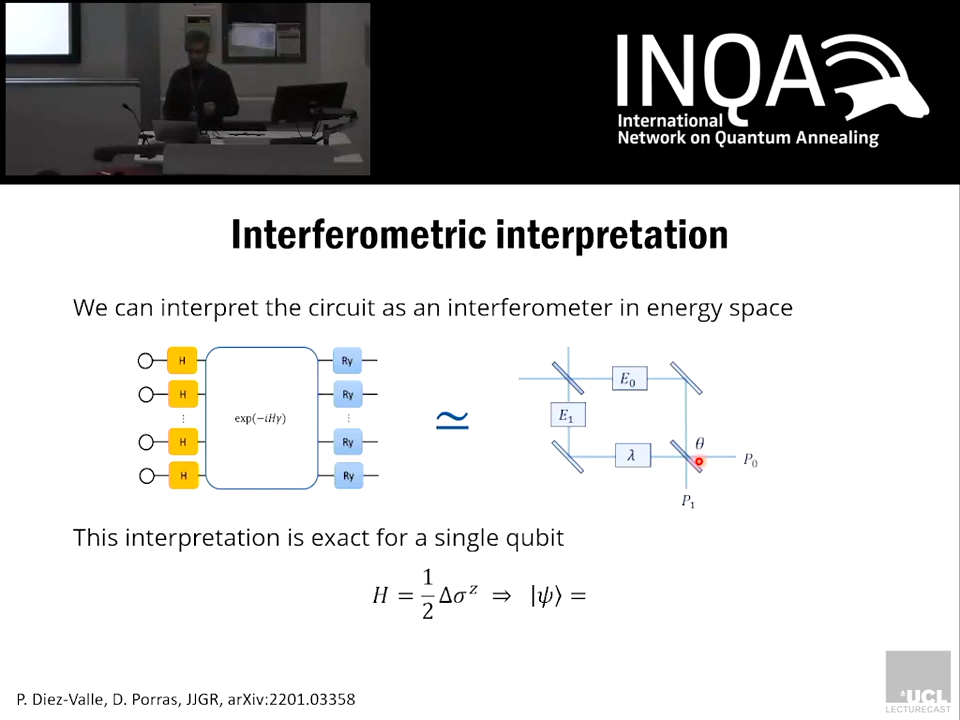 INQA
International
Network on Quantum Annealing
Interferometric interpretation
We can interpret the circuit as an interferometer in energy space
H
H
⋮
H
H
exp(−iHγ)
Ry
Ry
⋮
Ry
Ry
≃
E₀
E₁
λ
θ
P₀
P₁
This interpretation is exact for a single qubit
H = 1/2 Δσᶻ ⇒ |ψ⟩ =
P. Diez-Valle, D. Porras, JJGR, arXiv:2201.03358
UCL
LECTURECAST